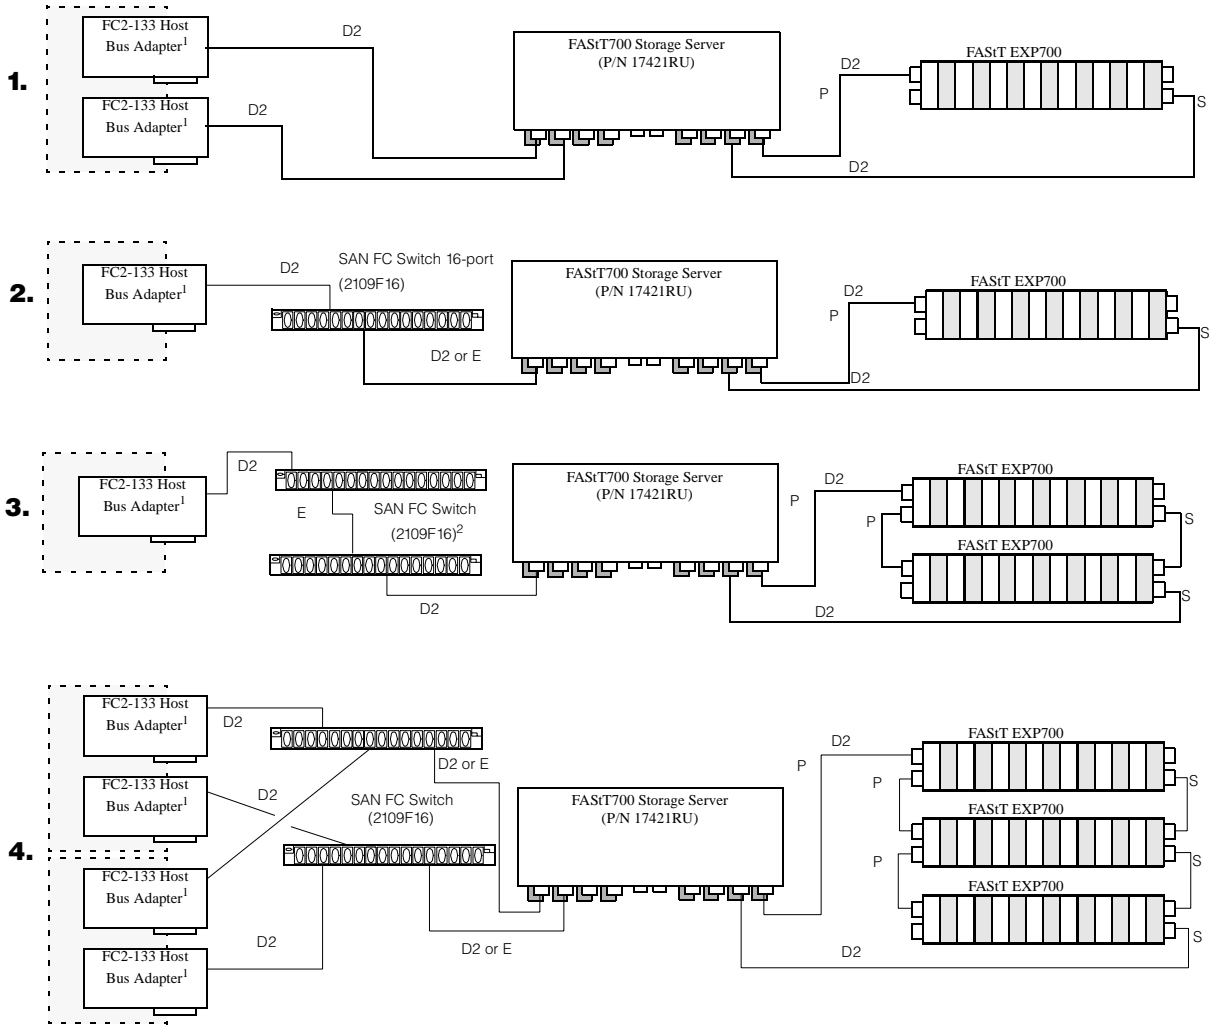 1.
FC2-133 Host
Bus Adapter1
D2
FC2-133 Host
Bus Adapter1
D2
FAStT700 Storage Server
(P/N 17421RU)
D2
P
FAStT EXP700
S
D2
2.
FC2-133 Host
Bus Adapter1
D2
SAN FC Switch 16-port
(2109F16)
D2 or E
FAStT700 Storage Server
(P/N 17421RU)
D2
P
FAStT EXP700
S
D2
3.
FC2-133 Host
Bus Adapter1
D2
E
SAN FC Switch
(2109F16)2
D2
FAStT700 Storage Server
(P/N 17421RU)
D2
P
FAStT EXP700
P
S
FAStT EXP700
S
D2
4.
FC2-133 Host
Bus Adapter1
D2
FC2-133 Host
Bus Adapter1
D2
D2 or E
SAN FC Switch
(2109F16)
FC2-133 Host
Bus Adapter1
FC2-133 Host
Bus Adapter1
D2
D2 or E
FAStT700 Storage Server
(P/N 17421RU)
D2
P
FAStT EXP700
P
S
FAStT EXP700
P
S
FAStT EXP700
S
D2